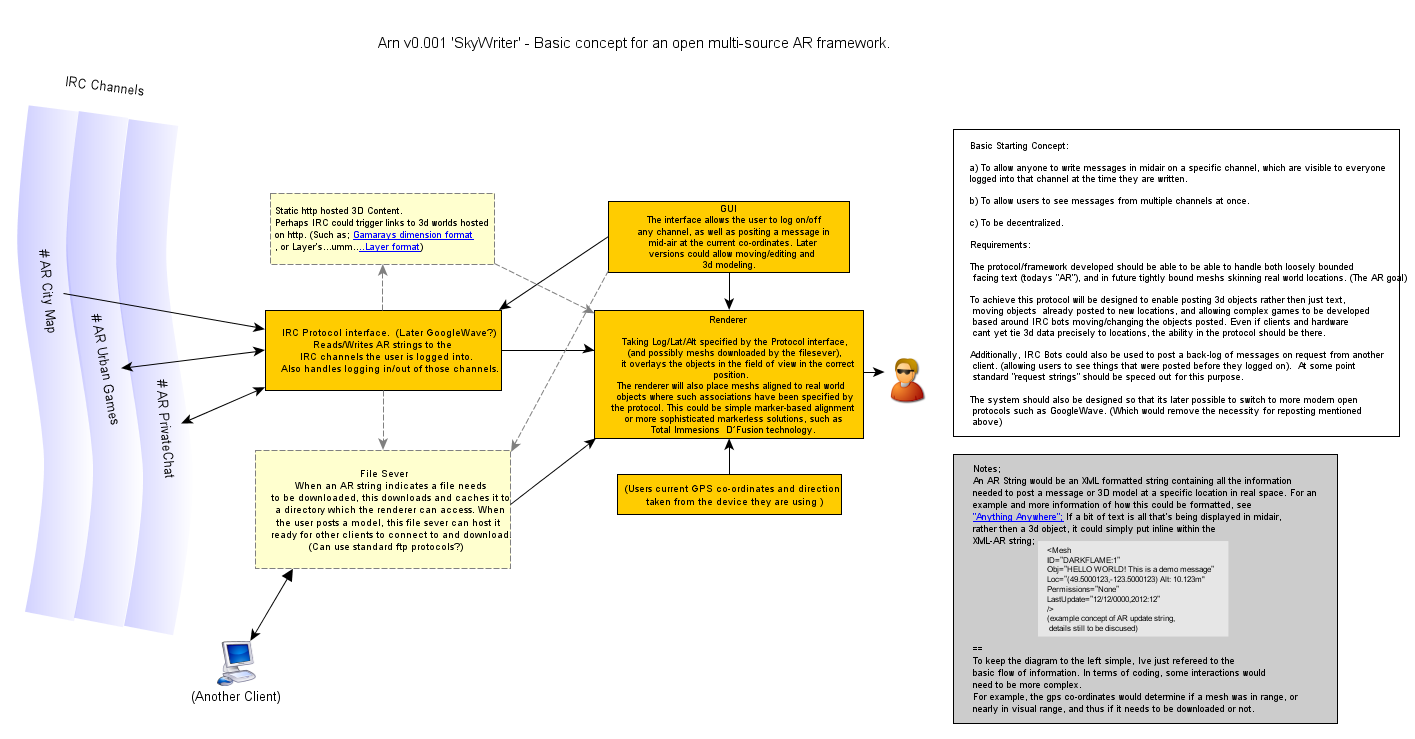 Arn v0.001 'SkyWriter' - Basic concept for an open multi-source AR framework.
IRC Channels
# AR City Map
# AR Urban Games
# AR PrivateChat
Static http hosted 3D Content.
Perhaps IRC could trigger links to 3d worlds hosted
on http. (Such as; Gamarays dimension format
, or Layer's...umm....Layer format)
GUI
The interface allows the user to log on/off
any channel, as well as positing a message in
mid-air at the current co-ordinates. Later
versions could allow moving/editing and
3d modeling.
IRC Protocol interface. (Later GoogleWave?)
Reads/Writes AR strings to the
IRC channels the user is logged into.
Also handles logging in/out of those channels.
Renderer
Taking Log/Lat/Alt specified by the Protocol interface,
(and possibly meshs downloaded by the filesever),
it overlays the objects in the field of view in the correct
position.
The renderer will also place meshs aligned to real world
objects where such associations have been specified by
the protocol. This could be simple marker-based alignment
or more sophisticated markerless solutions, such as
Total Immesions D'Fusion technology.
File Sever
When an AR string indicates a file needs
to be downloaded, this downloads and caches it to
a directory which the renderer can access. When
the user posts a model, this file sever can host it
ready for other clients to connect to and download
(Can use standard ftp protocols?)
(Users current GPS co-ordinates and direction
taken from the device they are using )
(Another Client)
Basic Starting Concept:
a) To allow anyone to write messages in midair on a specific channel, which are visible to everyone
logged into that channel at the time they are written.
b) To allow users to see messages from multiple channels at once.
c) To be decentralized.
Requirements:
The protocol/framework developed should be able to be able to handle both loosely bounded
facing text (todays "AR"), and in future tightly bound meshs skinning real world locations. (The AR goal)
To achieve this protocol will be designed to enable posting 3d objects rather then just text,
moving objects already posted to new locations, and allowing complex games to be developed
based around IRC bots moving/changing the objects posted. Even if clients and hardware
cant yet tie 3d data precisely to locations, the ability in the protocol should be there.
Additionally, IRC Bots could also be used to post a back-log of messages on request from another
client. (allowing users to see things that were posted before they logged on). At some point
standard "request strings" should be speced out for this purpose.
The system should also be designed so that its later possible to switch to more modern open
protocols such as GoogleWave. (Which would remove the necessity for reposting mentioned
above)
Notes;
An AR String would be an XML formatted string containing all the information
needed to post a message or 3D model at a specific location in real space. For an
example and more information of how this could be formatted, see
"Anything Anywhere"; If a bit of text is all that's being displayed in midair,
rather then a 3d object, it could simply put inline within the
XML-AR string;
<Mesh
ID="DARKFLAME:1"
Obj="HELLO WORLD! This is a demo message"
Loc="(49.5000123,-123.5000123) Alt: 10.123m"
Permissions="None"
LastUpdate="12/12/0000,2012:12"
/>
(example concept of AR update string,
details still to be discused)
==
To keep the diagram to the left simple, Ive just refereed to the
basic flow of information. In terms of coding, some interactions would
need to be more complex.
For example, the gps co-ordinates would determine if a mesh was in range, or
nearly in visual range, and thus if it needs to be downloaded or not.